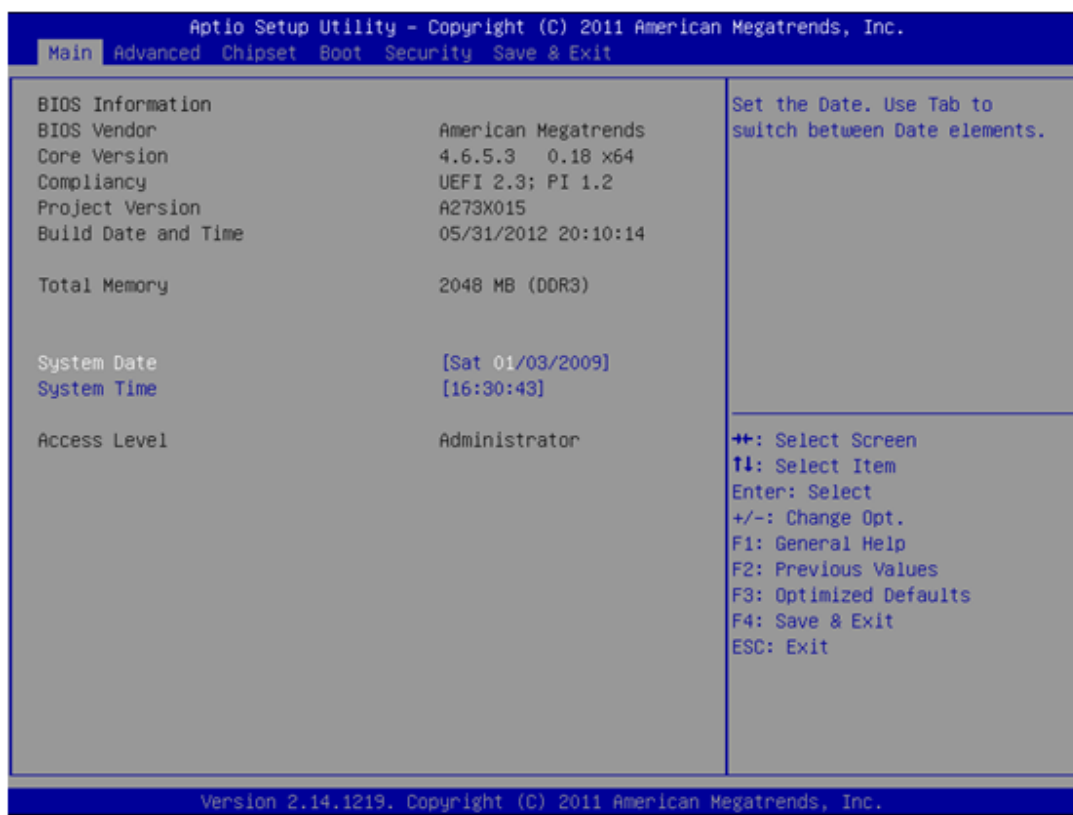 Aptio Setup Utility – Copyright (C) 2011 American Megatrends, Inc.
Main Advanced Chipset Boot Security Save & Exit
BIOS Information
BIOS Vendor American Megatrends
Core Version 4.6.5.3 0.18 x64
Compliancy UEFI 2.3; PI 1.2
Project Version A273X015
Build Date and Time 05/31/2012 20:10:14
Total Memory 2048 MB (DDR3)
System Date [Sat 01/03/2009]
System Time [16:30:43]
Access Level Administrator
Set the Date. Use Tab to
switch between Date elements.
→←: Select Screen
↑↓: Select Item
Enter: Select
+/-: Change Opt.
F1: General Help
F2: Previous Values
F3: Optimized Defaults
F4: Save & Exit
ESC: Exit
Version 2.14.1219. Copyright (C) 2011 American Megatrends, Inc.